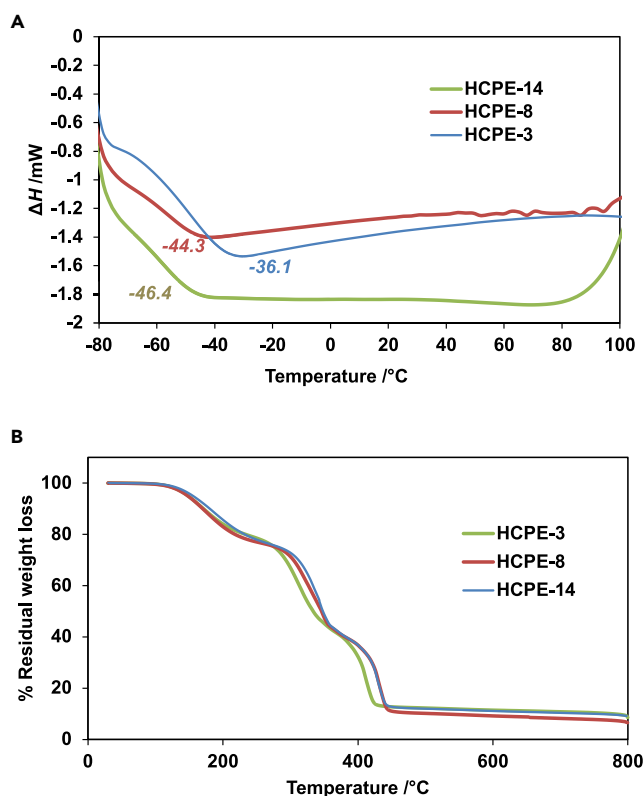 A
0
-0.2
-0.4
-0.6
-0.8
-1
-1.2
-1.4
-1.6
-1.8
-2
ΔH /mW
HCPE-14
HCPE-8
HCPE-3
-44.3
-36.1
-46.4
-80 -60 -40 -20 0 20 40 60 80 100
Temperature /°C
B
100
80
60
40
20
0
% Residual weight loss
HCPE-3
HCPE-8
HCPE-14
0 200 400 600 800
Temperature /°C